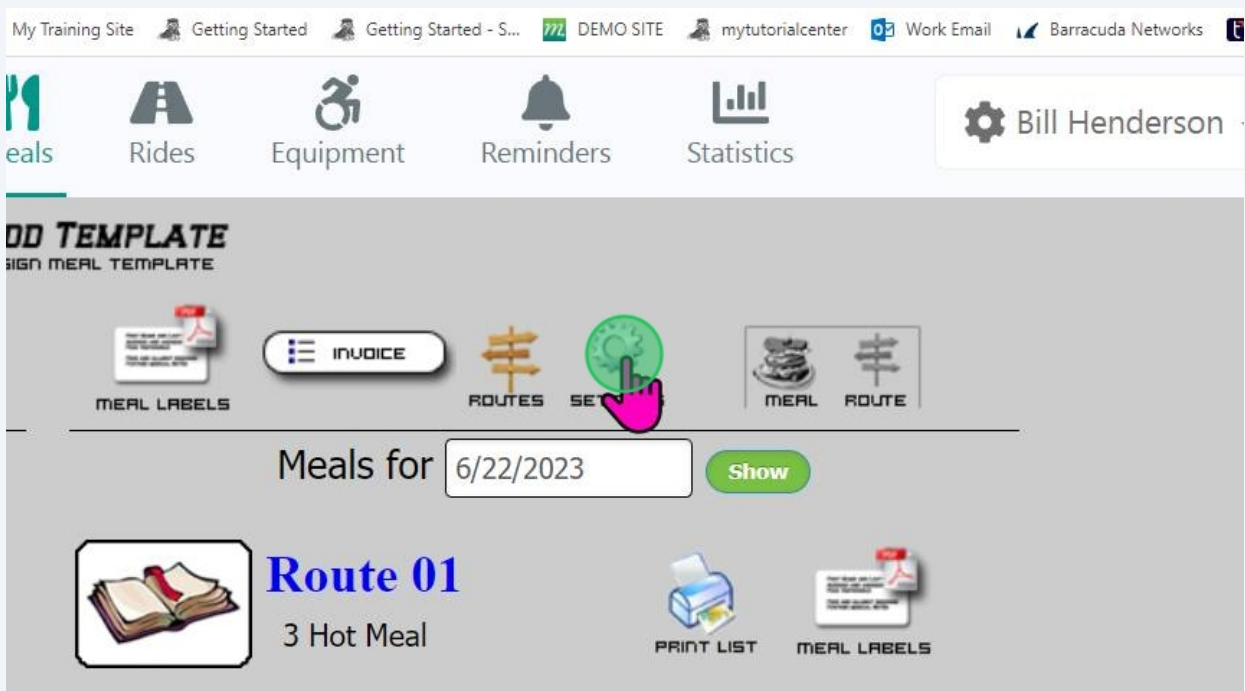 My Training Site Getting Started Getting Started - S... DEMO SITE mytutorialcenter Work Email Barracuda Networks
eals Rides Equipment Reminders Statistics Bill Henderson
DD TEMPLATE
SIGN MEAL TEMPLATE
INVOICE
MEAL LABELS ROUTES MEAL ROUTE
Meals for 6/22/2023 Show
Route 01
3 Hot Meal
PRINT LIST MEAL LABELS